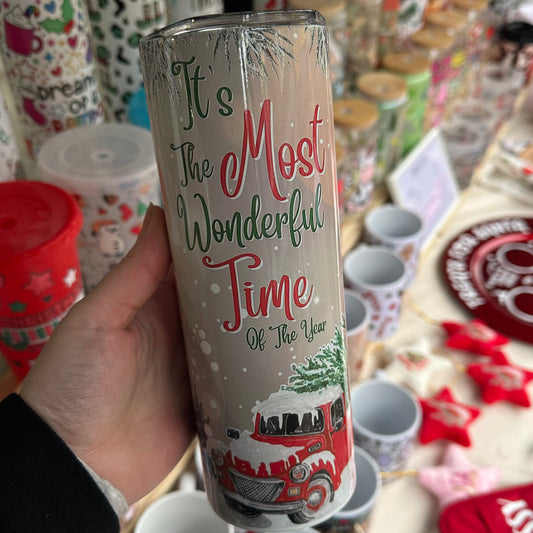 It's
The Most
Wonderful
Time
Of The Year